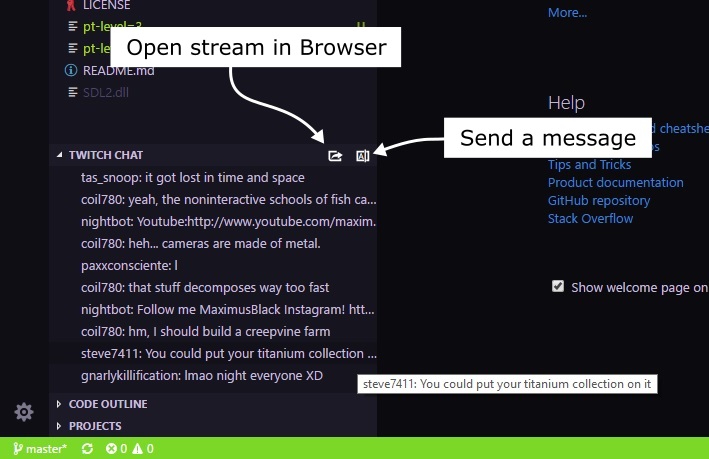 LICENSE
More...
pt-level=3
U
Open stream in Browser
pt-le
README.md
SDL2.dll
Help
Send a message
d cheatshe
TWITCH CHAT
os
tas_snoop: it got lost in time and space
Tips and Tricks
coil780: yeah, the noninteractive schools of fish ca...
Product documentation
nightbot: Youtube:http://www.youtube.com/maxim...
GitHub repository
coil780: heh... cameras are made of metal.
Stack Overflow
paxxconsciente: l
coil780: that stuff decomposes way too fast
Show welcome page on
nightbot: Follow me MaximusBlack Instagram! htt...
coil780: hm, I should build a creepvine farm
steve7411: You could put your titanium collection ...
gnarlykillification: lmao night everyone XD
steve7411: You could put your titanium collection on it
CODE OUTLINE
PROJECTS
master* 0 0